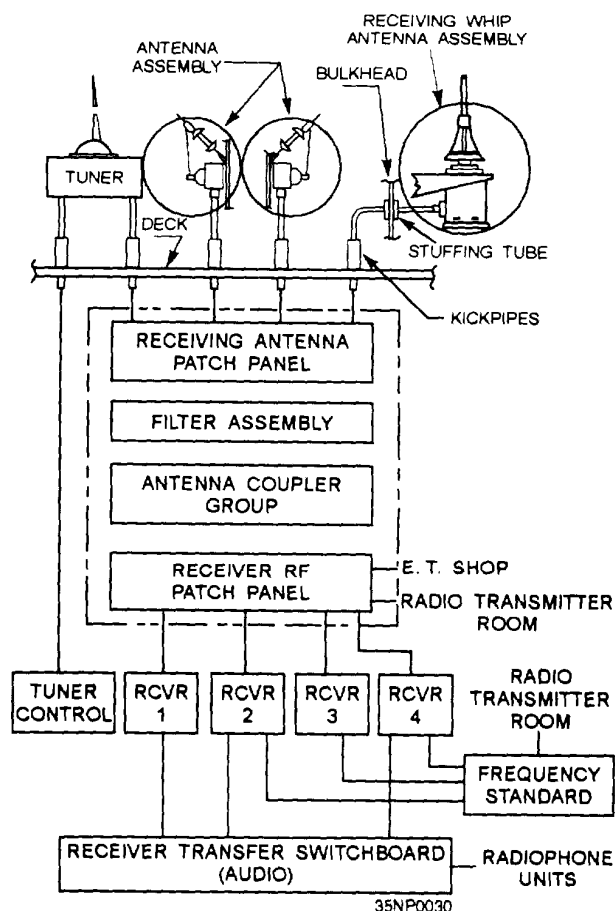 RECEIVING WHIP
ANTENNA ASSEMBLY
ANTENNA
ASSEMBLY
BULKHEAD
TUNER
DECK
STUFFING TUBE
KICKPIPES
RECEIVING ANTENNA
PATCH PANEL
FILTER ASSEMBLY
ANTENNA COUPLER
GROUP
RECEIVER RF
PATCH PANEL
E. T. SHOP
RADIO TRANSMITTER
ROOM
TUNER
CONTROL
RCVR
1
RCVR
2
RCVR
3
RCVR
4
RADIO
TRANSMITTER
ROOM
FREQUENCY
STANDARD
RECEIVER TRANSFER SWITCHBOARD
(AUDIO)
RADIOPHONE
UNITS
35NP0030